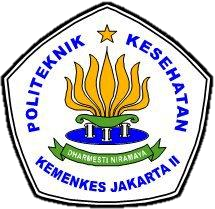 POLITEKNIK KESEHATAN
DHARMESTI NIRAMAYA
KEMENKES JAKARTA II